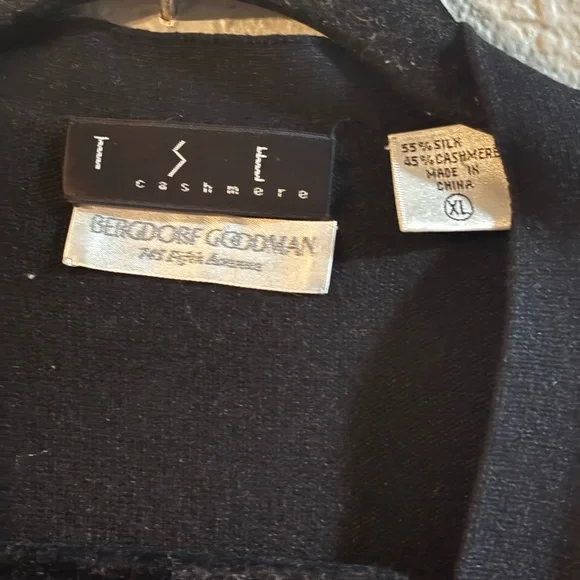 TSE
cashmere
BERGDORF GOODMAN
745 Fifth Avenue
55% SILK
45% CASHMERE
MADE IN
CHINA
XL